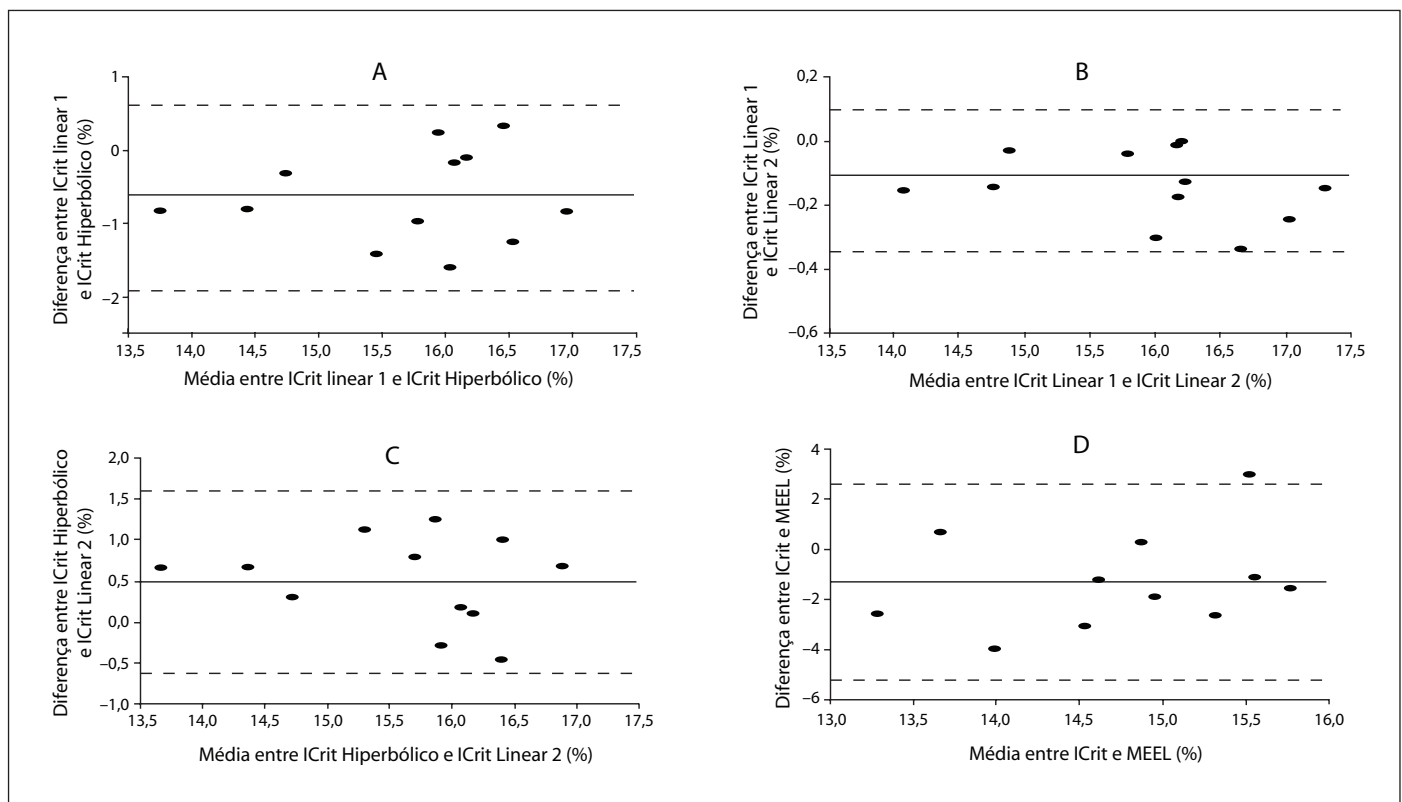 A
Diferença entre ICrit linear 1
e ICrit Hiperbólico (%)
1
0
−1
−2
13,5 14,0 14,5 15,0 15,5 16,0 16,5 17,0 17,5
Média entre ICrit linear 1 e ICrit Hiperbólico (%)
B
Diferença entre ICrit Linear 1
e ICrit Linear 2 (%)
0,2
0,0
−0,2
−0,4
−0,6
13,5 14,0 14,5 15,0 15,5 16,0 16,5 17,0 17,5
Média entre ICrit Linear 1 e ICrit Linear 2 (%)
C
Diferença entre ICrit Hiperbólico
e ICrit Linear 2 (%)
2,0
1,5
1,0
0,5
0,0
−0,5
−1,0
13,5 14,0 14,5 15,0 15,5 16,0 16,5 17,0 17,5
Média entre ICrit Hiperbólico e ICrit Linear 2 (%)
D
Diferença entre ICrit e MEEL (%)
4
2
0
−2
−4
−6
13,0 13,5 14,0 14,5 15,0 15,5 16,0
Média entre ICrit e MEEL (%)